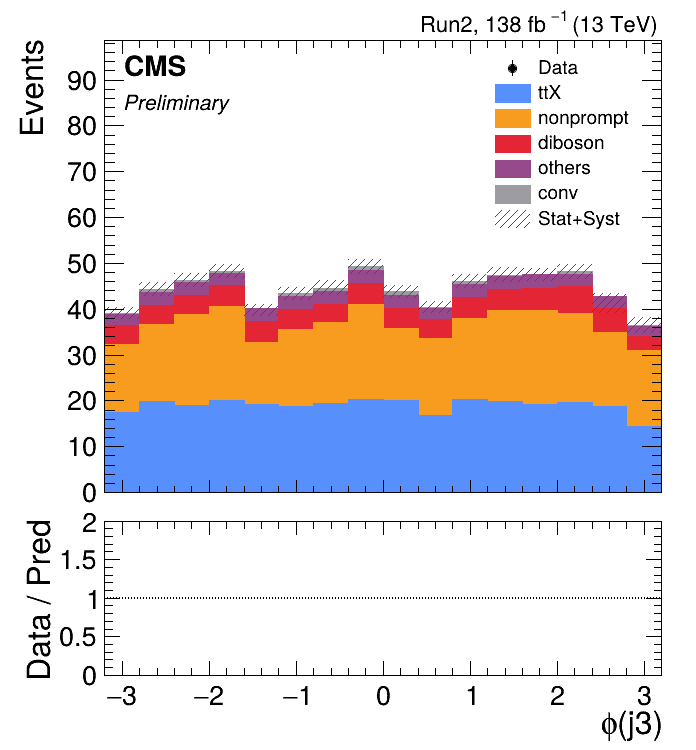 Run2, 138 fb⁻¹ (13 TeV)
CMS
Preliminary
Events
Data
ttX
nonprompt
diboson
others
conv
Stat+Syst
90
80
70
60
50
40
30
20
10
0
Data / Pred
2
1.5
1
0.5
0
−3 −2 −1 0 1 2 3
ϕ(j3)